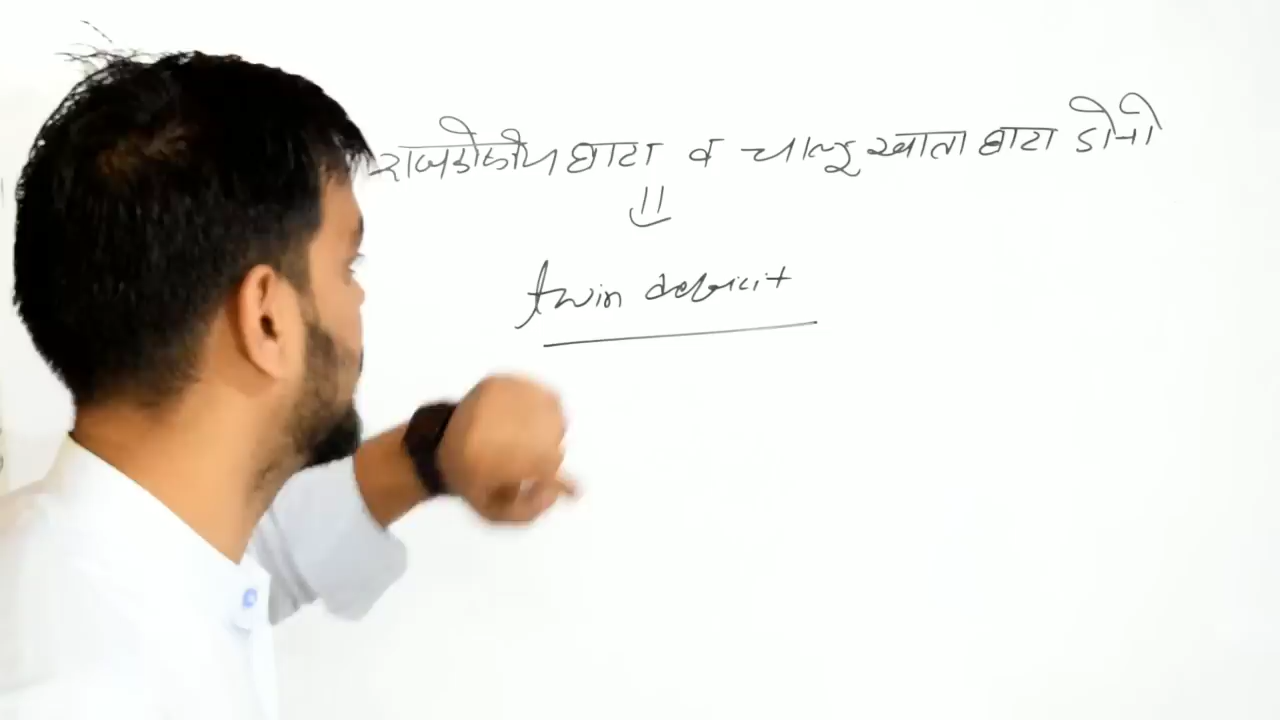 राजकोषीय घाटा व चालू खाता घाटा दोनो
॥
twin deficit